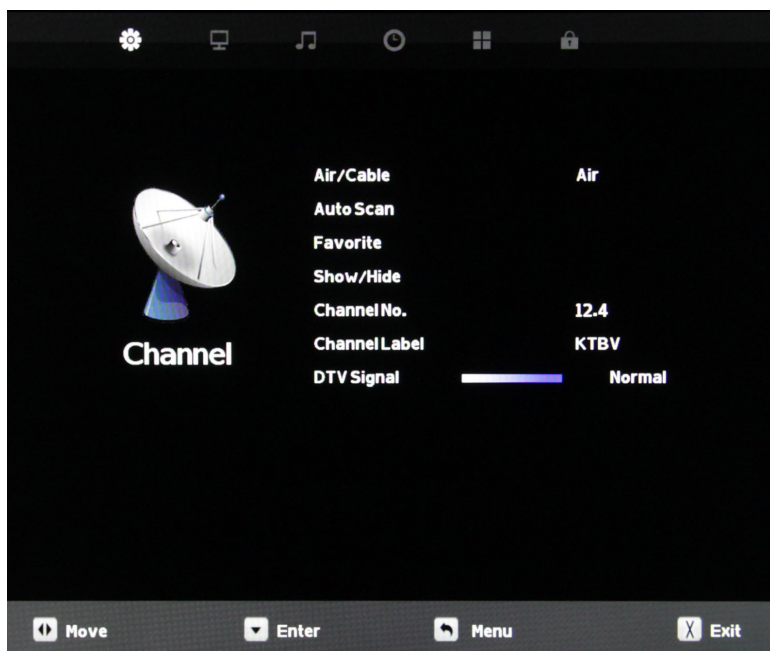 Air/Cable Air
Auto Scan
Favorite
Show/Hide
Channel No. 12.4
Channel Label KTBV
DTV Signal Normal
Channel
Move Enter Menu X Exit